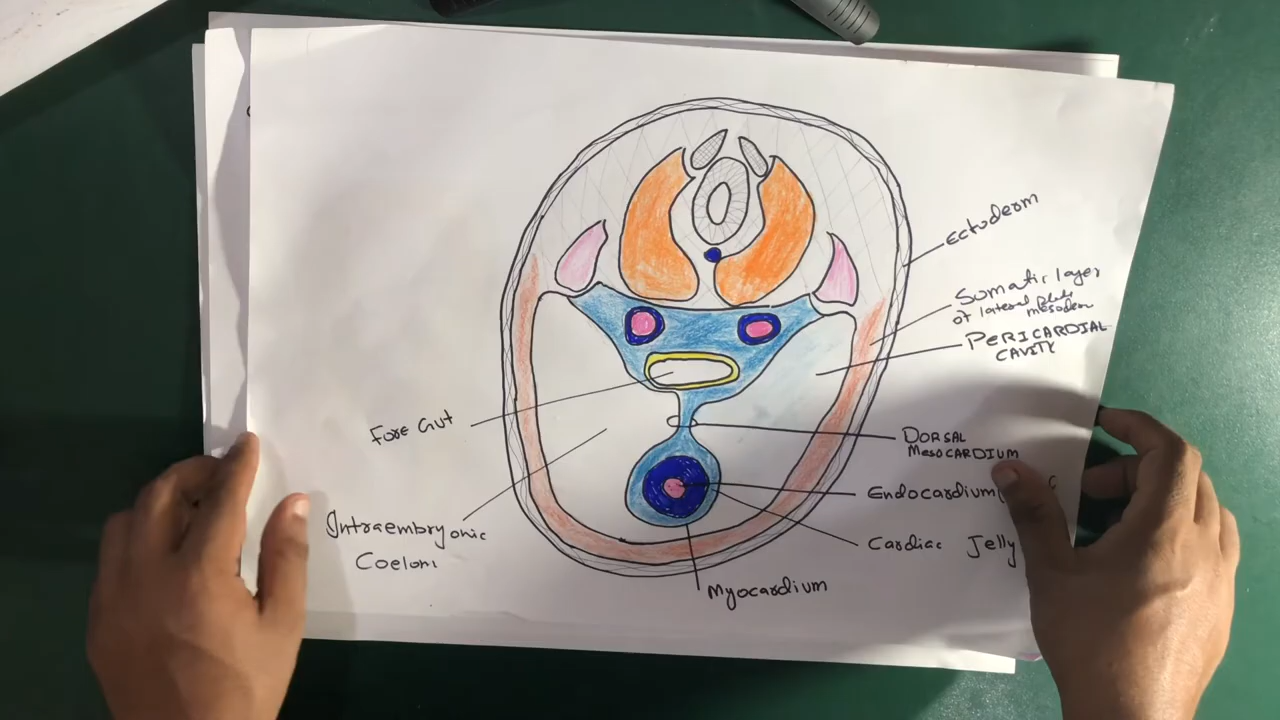 Ectoderm
Somatic layer
of lateral plate
mesoderm
PERICARDIAL
CAVITY
Fore Gut
DORSAL
MESOCARDIUM
Endocardium(
Intraembryonic
Coelom
Cardiac Jelly
Myocardium